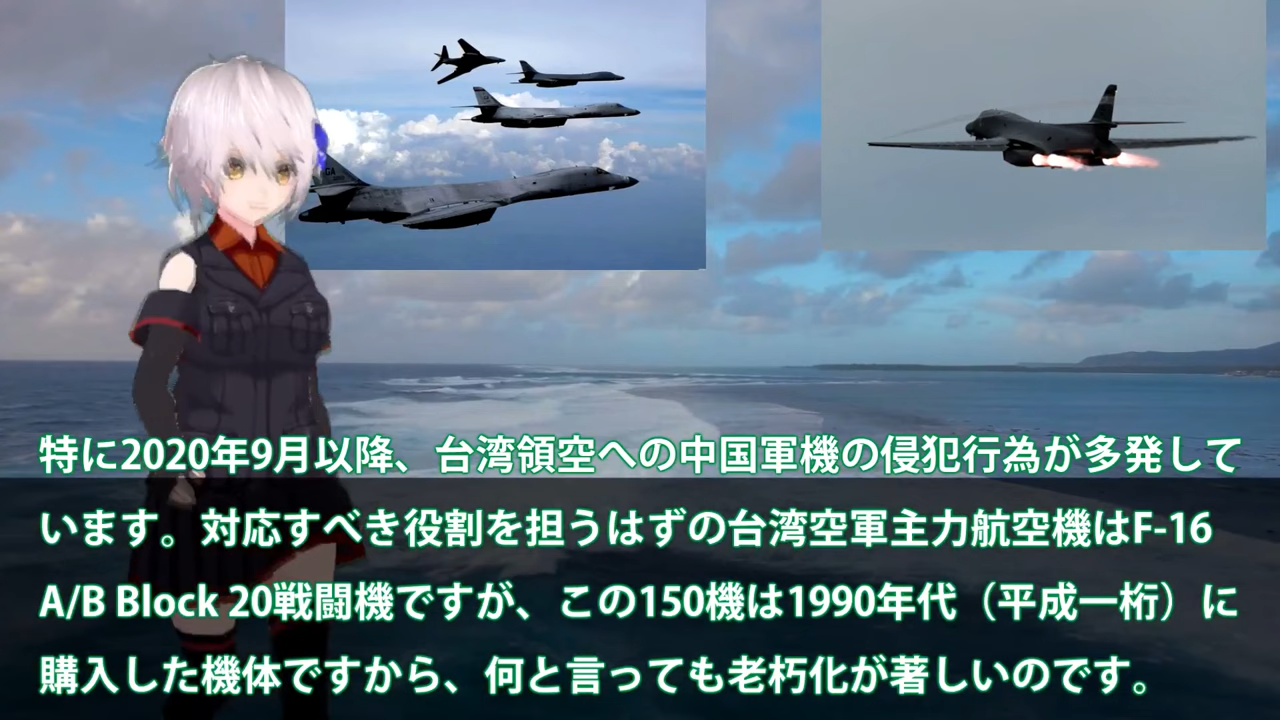 特に2020年9月以降、台湾領空への中国軍機の侵犯行為が多発して
います。対応すべき役割を担うはずの台湾空軍主力航空機はF-16
A/B Block 20戦闘機ですが、この150機は1990年代（平成一桁）に
購入した機体ですから、何と言っても老朽化が著しいのです。
GA